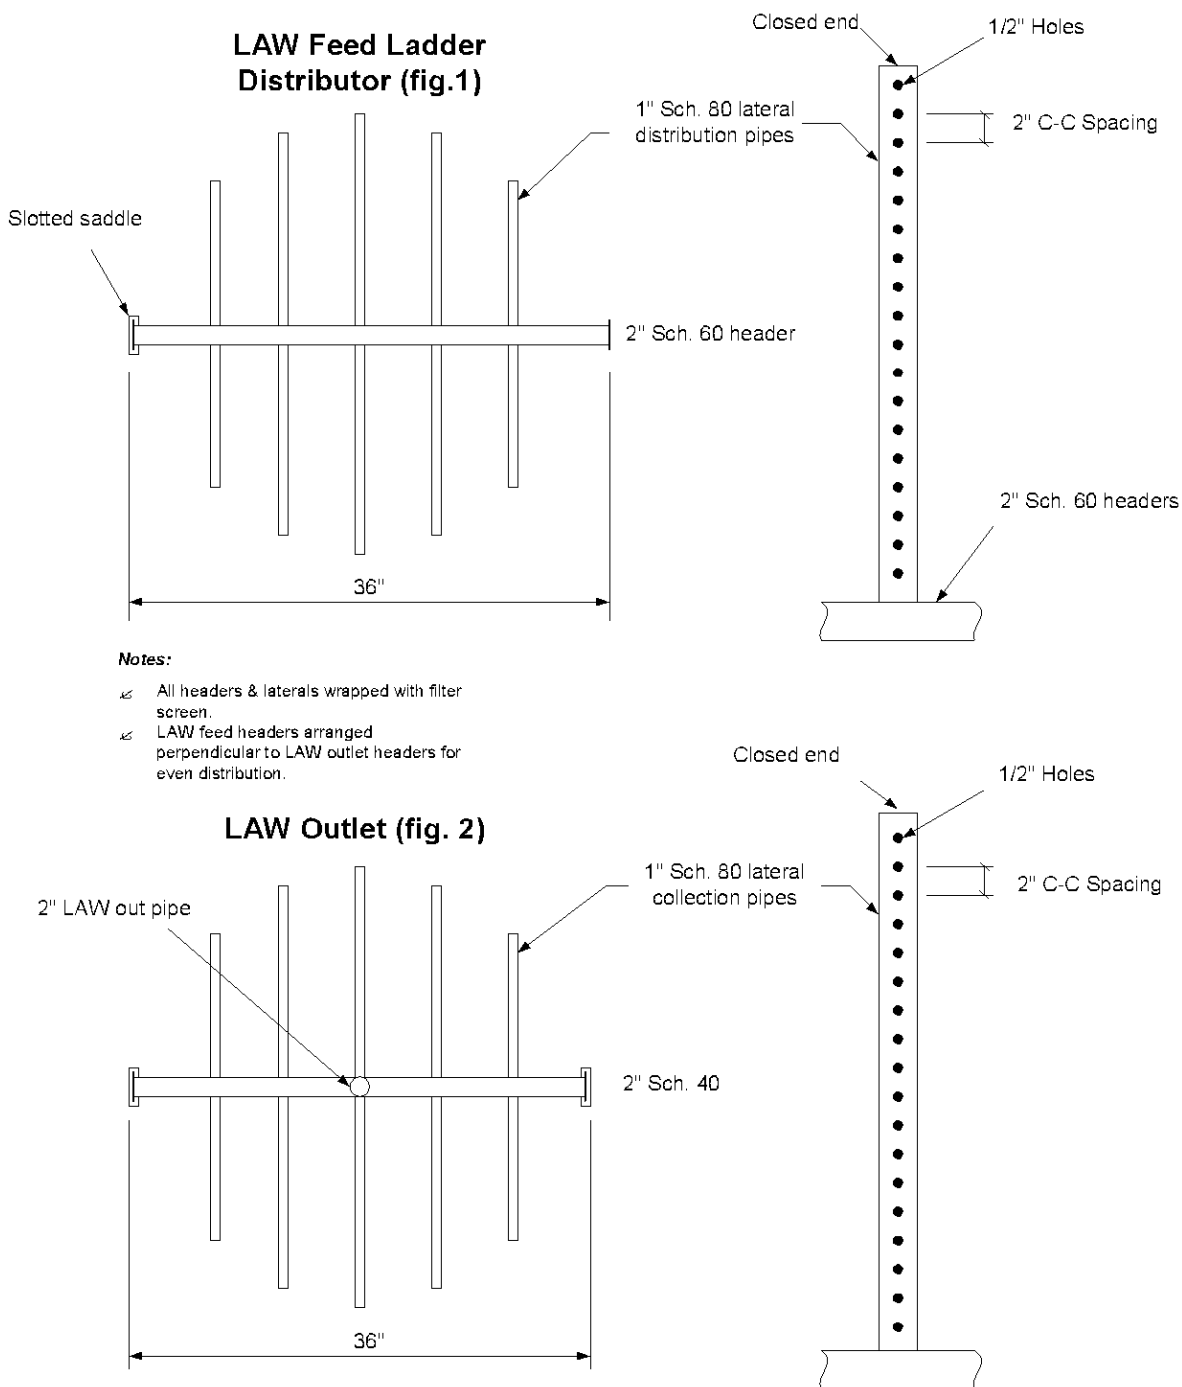 LAW Feed Ladder
Distributor (fig.1)
Closed end
1/2" Holes
1" Sch. 80 lateral
distribution pipes
2" C-C Spacing
Slotted saddle
2" Sch. 60 header
2" Sch. 60 headers
36"
Notes:
All headers & laterals wrapped with filter
screen.
LAW feed headers arranged
perpendicular to LAW outlet headers for
even distribution.
LAW Outlet (fig. 2)
Closed end
1/2" Holes
1" Sch. 80 lateral
collection pipes
2" C-C Spacing
2" LAW out pipe
2" Sch. 40
36"